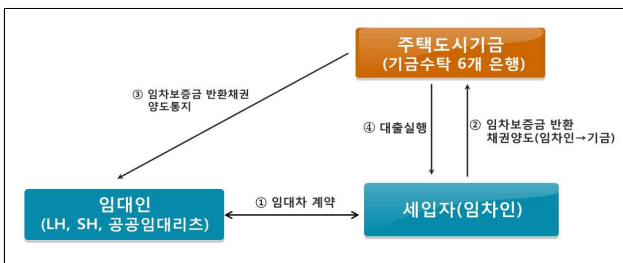 주택도시기금
(기금수탁 6개 은행)
③ 임차보증금 반환채권
양도통지
④ 대출실행
② 임차보증금 반환
채권양도(임차인→기금)
임대인
(LH, SH, 공공임대리츠)
① 임대차 계약
세입자(임차인)